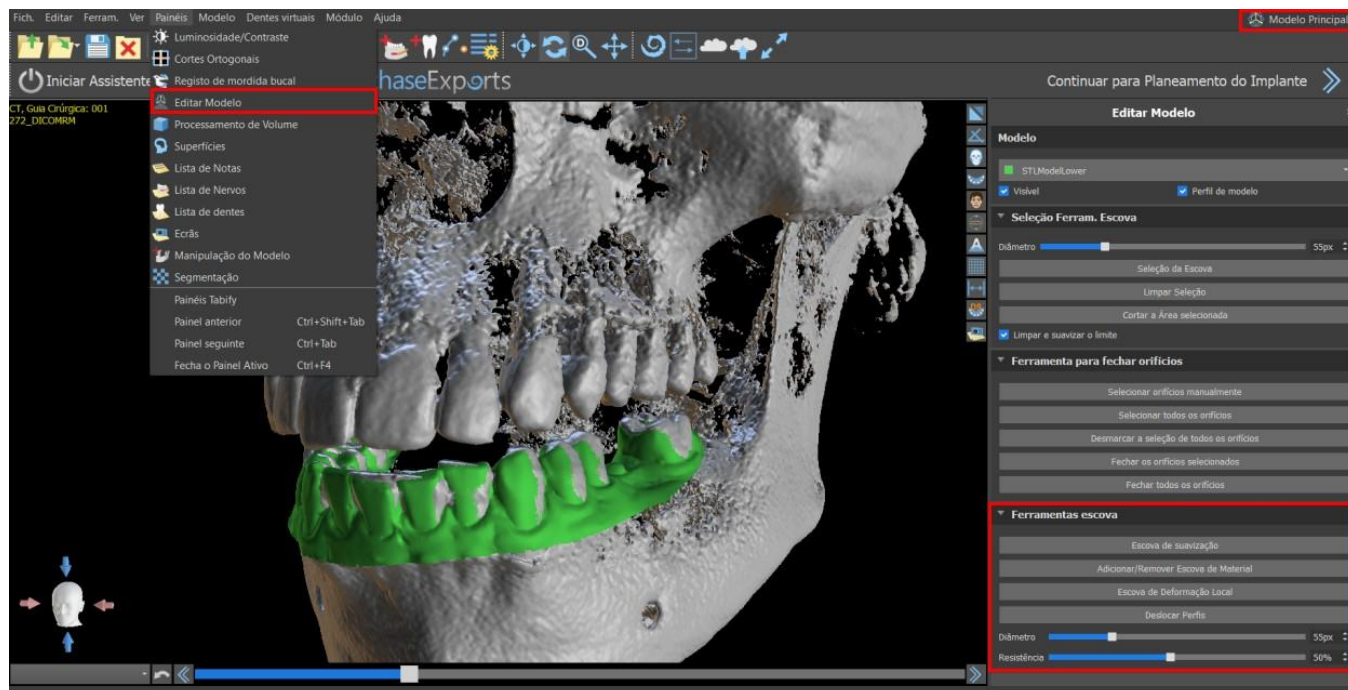 Fich. Editar Ferram. Ver Painéis Modelo Dentes virtuais Módulo Ajuda
Modelo Principal
Iniciar Assistente
haseExports
Continuar para Planeamento do Implante
CT, Guia Cirúrgica: 001
272_DICOMRM
Luminosidade/Contraste
Cortes Ortogonais
Registo de mordida bucal
Editar Modelo
Processamento de Volume
Superfícies
Lista de Notas
Lista de Nervos
Lista de dentes
Ecrãs
Manipulação do Modelo
Segmentação
Painéis Tabify
Painel anterior Ctrl+Shift+Tab
Painel seguinte Ctrl+Tab
Fecha o Painel Ativo Ctrl+F4
Editar Modelo
Modelo
STLModelLower
Visível Perfil de modelo
Seleção Ferram. Escova
Diâmetro 55px
Seleção da Escova
Limpar Seleção
Cortar a Área selecionada
Limpar e suavizar o limite
Ferramenta para fechar orifícios
Selecionar orifícios manualmente
Selecionar todos os orifícios
Desmarcar a seleção de todos os orifícios
Fechar os orifícios selecionados
Fechar todos os orifícios
Ferramentas escova
Escova de suavização
Adicionar/Remover Escova de Material
Escova de Deformação Local
Deslocar Perfis
Diâmetro 55px
Resistência 50%